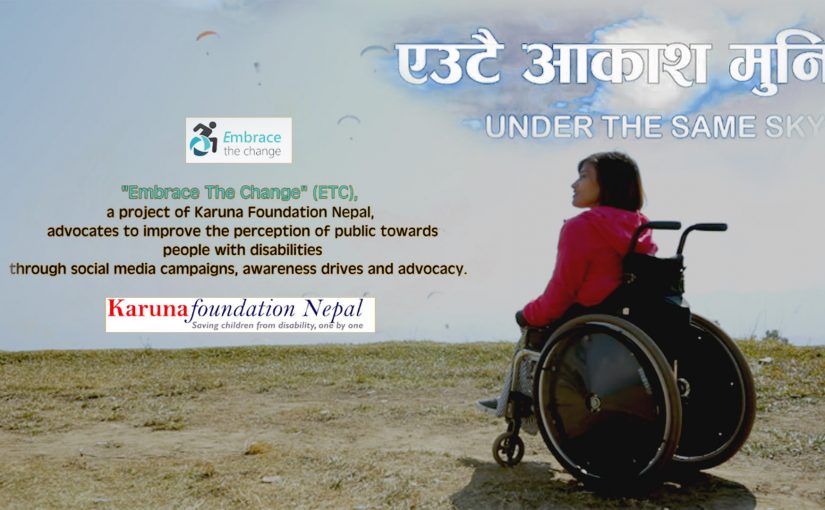 एउटै आकाश मुनि
UNDER THE SAME SKY
Embrace
the change
"Embrace The Change" (ETC),
a project of Karuna Foundation Nepal,
advocates to improve the perception of public towards
people with disabilities
through social media campaigns, awareness drives and advocacy.
Karunafoundation Nepal
Saving children from disability, one by one